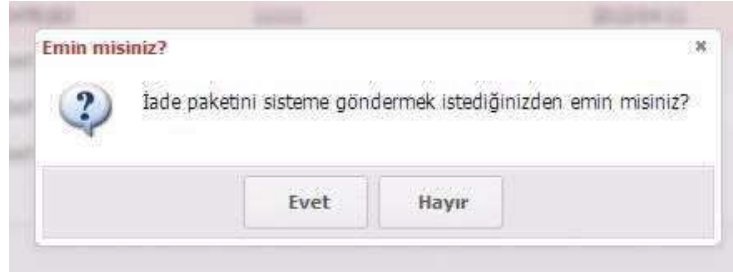 Emin misiniz?
İade paketini sisteme göndermek istediğinizden emin misiniz?
Evet
Hayır